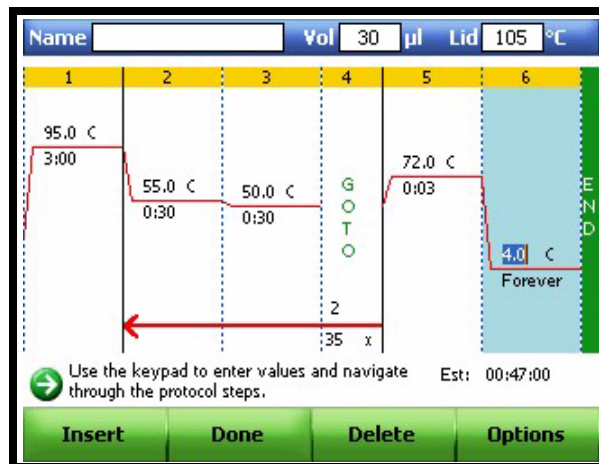 Name Vol 30 µl Lid 105 °C
1 2 3 4 5 6
95.0 C
3:00
55.0 C
0:30
50.0 C
0:30
GOTO
2
35 x
72.0 C
0:03
4.0 C
Forever
END
Use the keypad to enter values and navigate
through the protocol steps.
Est: 00:47:00
Insert Done Delete Options